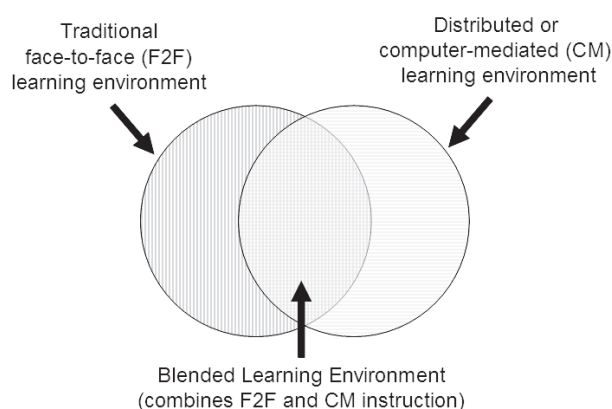 Traditional
face-to-face (F2F)
learning environment
Distributed or
computer-mediated (CM)
learning environment
Blended Learning Environment
(combines F2F and CM instruction)